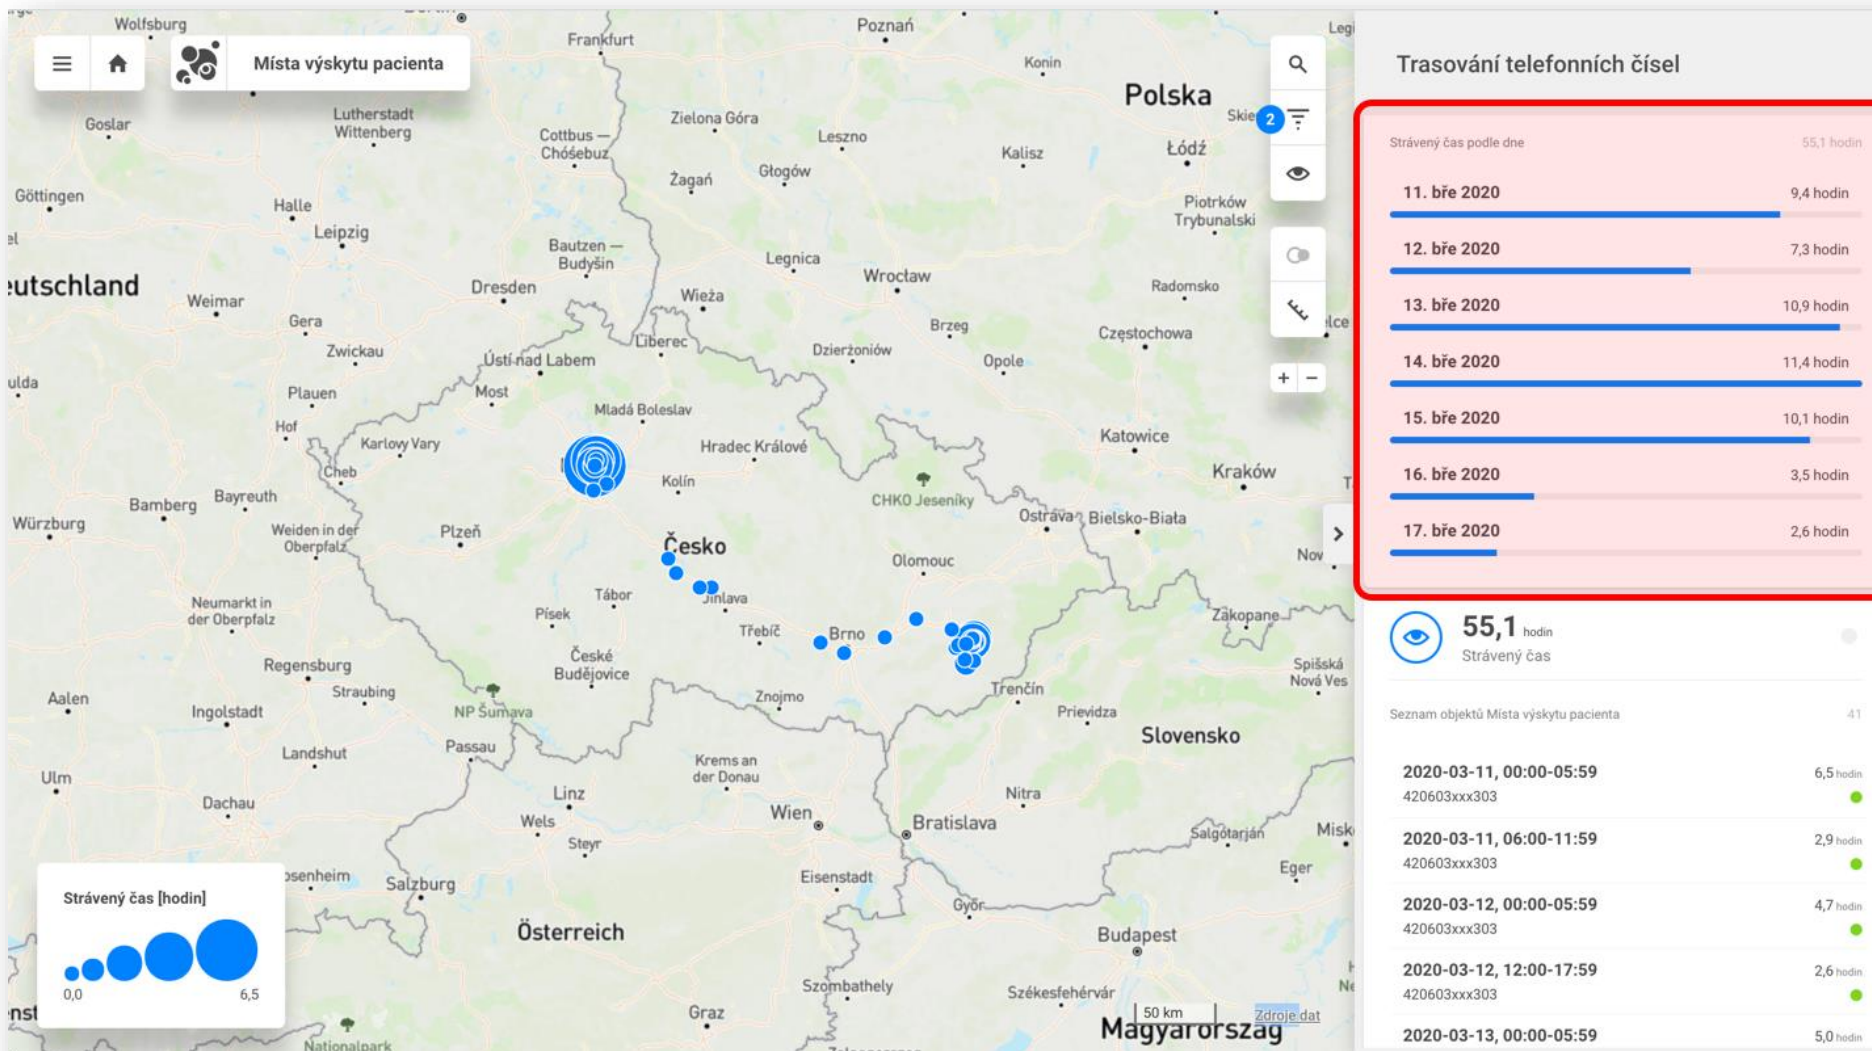 Wolfsburg
Poznań
Frankfurt
Konin
Místa výskytu pacienta
Polska
Goslar
Lutherstadt
Wittenberg
Zielona Góra
2
Cottbus —
Chóśebuz
Leszno
Kalisz
Łódź
Żagań
Głogów
Göttingen
Halle
Piotrków
Trybunalski
Leipzig
Bautzen —
Budyšin
Legnica
Wrocław
Dresden
Wieża
Radomsko
Weimar
Gera
Brzeg
Częstochowa
Zwickau
Liberec
Dzierżoniów
Opole
Ústí nad Labem
Plauen
Most
Mladá Boleslav
Hof
Karlovy Vary
Hradec Králové
Katowice
Cheb
Kolín
Kraków
CHKO Jeseníky
Bamberg
Bayreuth
Würzburg
Weiden in der
Oberpfalz
Plzeň
Ostrava
Bielsko-Biała
Česko
Olomouc
Neumarkt in
der Oberpfalz
Tábor
Jihlava
Písek
Třebíč
Brno
Zakopane
České
Budějovice
Regensburg
Spišská
Nová Ves
Aalen
Straubing
Trenčín
Ingolstadt
NP Šumava
Znojmo
Prievidza
Slovensko
Landshut
Passau
Krems an
der Donau
Ulm
Linz
Nitra
Dachau
Wels
Wien
Bratislava
Steyr
Salgótarján
Eger
Salzburg
Eisenstadt
Győr
Österreich
Budapest
Szombathely
Székesfehérvár
Graz
Magyarország
Nationalpark
50 km
Zdroje dat
Strávený čas [hodin]
0,0
6,5
+ −
Trasování telefonních čísel
Strávený čas podle dne 55,1 hodin
11. bře 2020 9,4 hodin
12. bře 2020 7,3 hodin
13. bře 2020 10,9 hodin
14. bře 2020 11,4 hodin
15. bře 2020 10,1 hodin
16. bře 2020 3,5 hodin
17. bře 2020 2,6 hodin
55,1 hodin
Strávený čas
Seznam objektů Místa výskytu pacienta 41
2020-03-11, 00:00-05:59 6,5 hodin
420603xxx303
2020-03-11, 06:00-11:59 2,9 hodin
420603xxx303
2020-03-12, 00:00-05:59 4,7 hodin
420603xxx303
2020-03-12, 12:00-17:59 2,6 hodin
420603xxx303
2020-03-13, 00:00-05:59 5,0 hodin